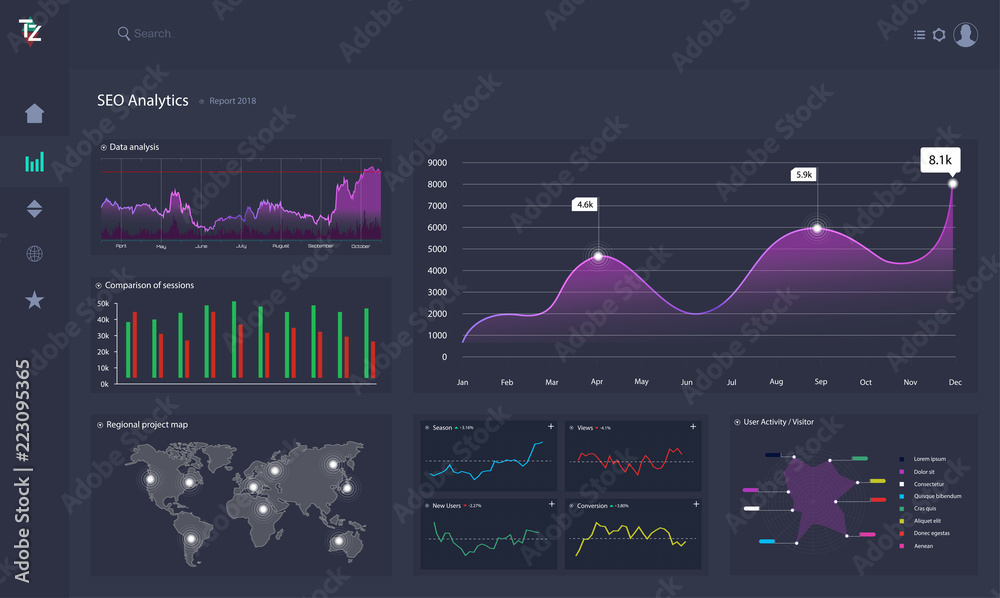 TZ
Search..
SEO Analytics
Report 2018
Data analysis
April May June July August September October
Comparison of sessions
50k
40k
30k
20k
10k
0k
9000
8000
7000
6000
5000
4000
3000
2000
1000
0
4.6k
5.9k
8.1k
Jan Feb Mar Apr May Jun Jul Aug Sep Oct Nov Dec
Regional project map
Season +3.16% +
Views -4.1% +
New Users -2.27% +
Conversion +3.80% +
User Activity / Visitor
Lorem ipsum
Dolor sit
Consectetur
Quisque bibendum
Cras quis
Aliquet elit
Donec egestas
Aenean
Adobe Stock | #223095365
Adobe Stock